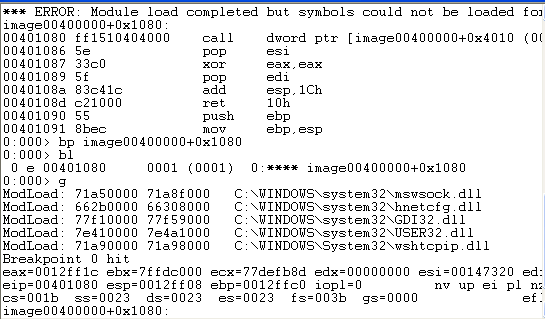 *** ERROR: Module load completed but symbols could not be loaded for
image00400000+0x1080:
00401080 ff1510404000 call dword ptr [image00400000+0x4010 (00
00401086 5e pop esi
00401087 33c0 xor eax,eax
00401089 5f pop edi
0040108a 83c41c add esp,1Ch
0040108d c21000 ret 10h
00401090 55 push ebp
00401091 8bec mov ebp,esp
0:000> bp image00400000+0x1080
0:000> bl
0 e 00401080 0001 (0001) 0:**** image00400000+0x1080
0:000> g
ModLoad: 71a50000 71a8f000 C:\WINDOWS\system32\mswsock.dll
ModLoad: 662b0000 66308000 C:\WINDOWS\system32\hnetcfg.dll
ModLoad: 77f10000 77f59000 C:\WINDOWS\system32\GDI32.dll
ModLoad: 7e410000 7e4a1000 C:\WINDOWS\system32\USER32.dll
ModLoad: 71a90000 71a98000 C:\WINDOWS\System32\wshtcpip.dll
Breakpoint 0 hit
eax=0012ff1c ebx=7ffdc000 ecx=77defb8d edx=00000000 esi=00147320 edi
eip=00401080 esp=0012ff08 ebp=0012ffc0 iopl=0 nv up ei pl nz
cs=001b ss=0023 ds=0023 es=0023 fs=003b gs=0000 efl
image00400000+0x1080: